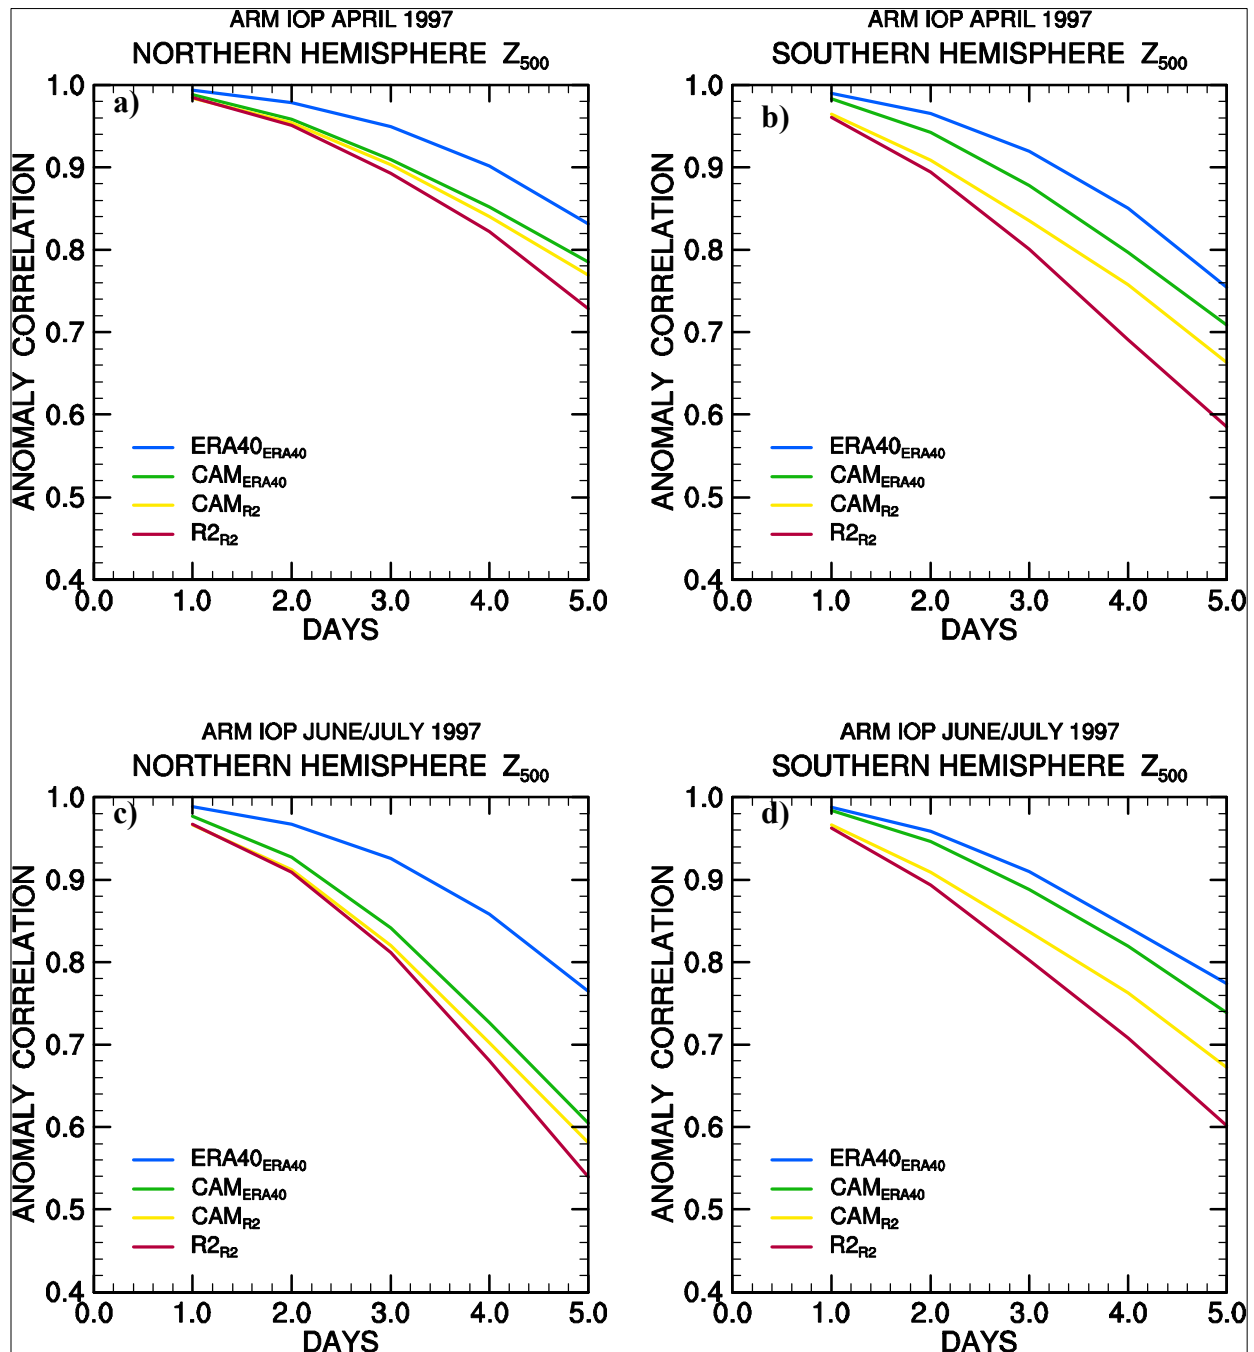 ARM IOP APRIL 1997
NORTHERN HEMISPHERE Z500
a)
1.0
0.9
0.8
0.7
0.6
0.5
0.4
ANOMALY CORRELATION
ERA40ERA40
CAMERA40
CAMR2
R2R2
0.0 1.0 2.0 3.0 4.0 5.0
DAYS
ARM IOP APRIL 1997
SOUTHERN HEMISPHERE Z500
b)
1.0
0.9
0.8
0.7
0.6
0.5
0.4
ANOMALY CORRELATION
ERA40ERA40
CAMERA40
CAMR2
R2R2
0.0 1.0 2.0 3.0 4.0 5.0
DAYS
ARM IOP JUNE/JULY 1997
NORTHERN HEMISPHERE Z500
c)
1.0
0.9
0.8
0.7
0.6
0.5
0.4
ANOMALY CORRELATION
ERA40ERA40
CAMERA40
CAMR2
R2R2
0.0 1.0 2.0 3.0 4.0 5.0
DAYS
ARM IOP JUNE/JULY 1997
SOUTHERN HEMISPHERE Z500
d)
1.0
0.9
0.8
0.7
0.6
0.5
0.4
ANOMALY CORRELATION
ERA40ERA40
CAMERA40
CAMR2
R2R2
0.0 1.0 2.0 3.0 4.0 5.0
DAYS